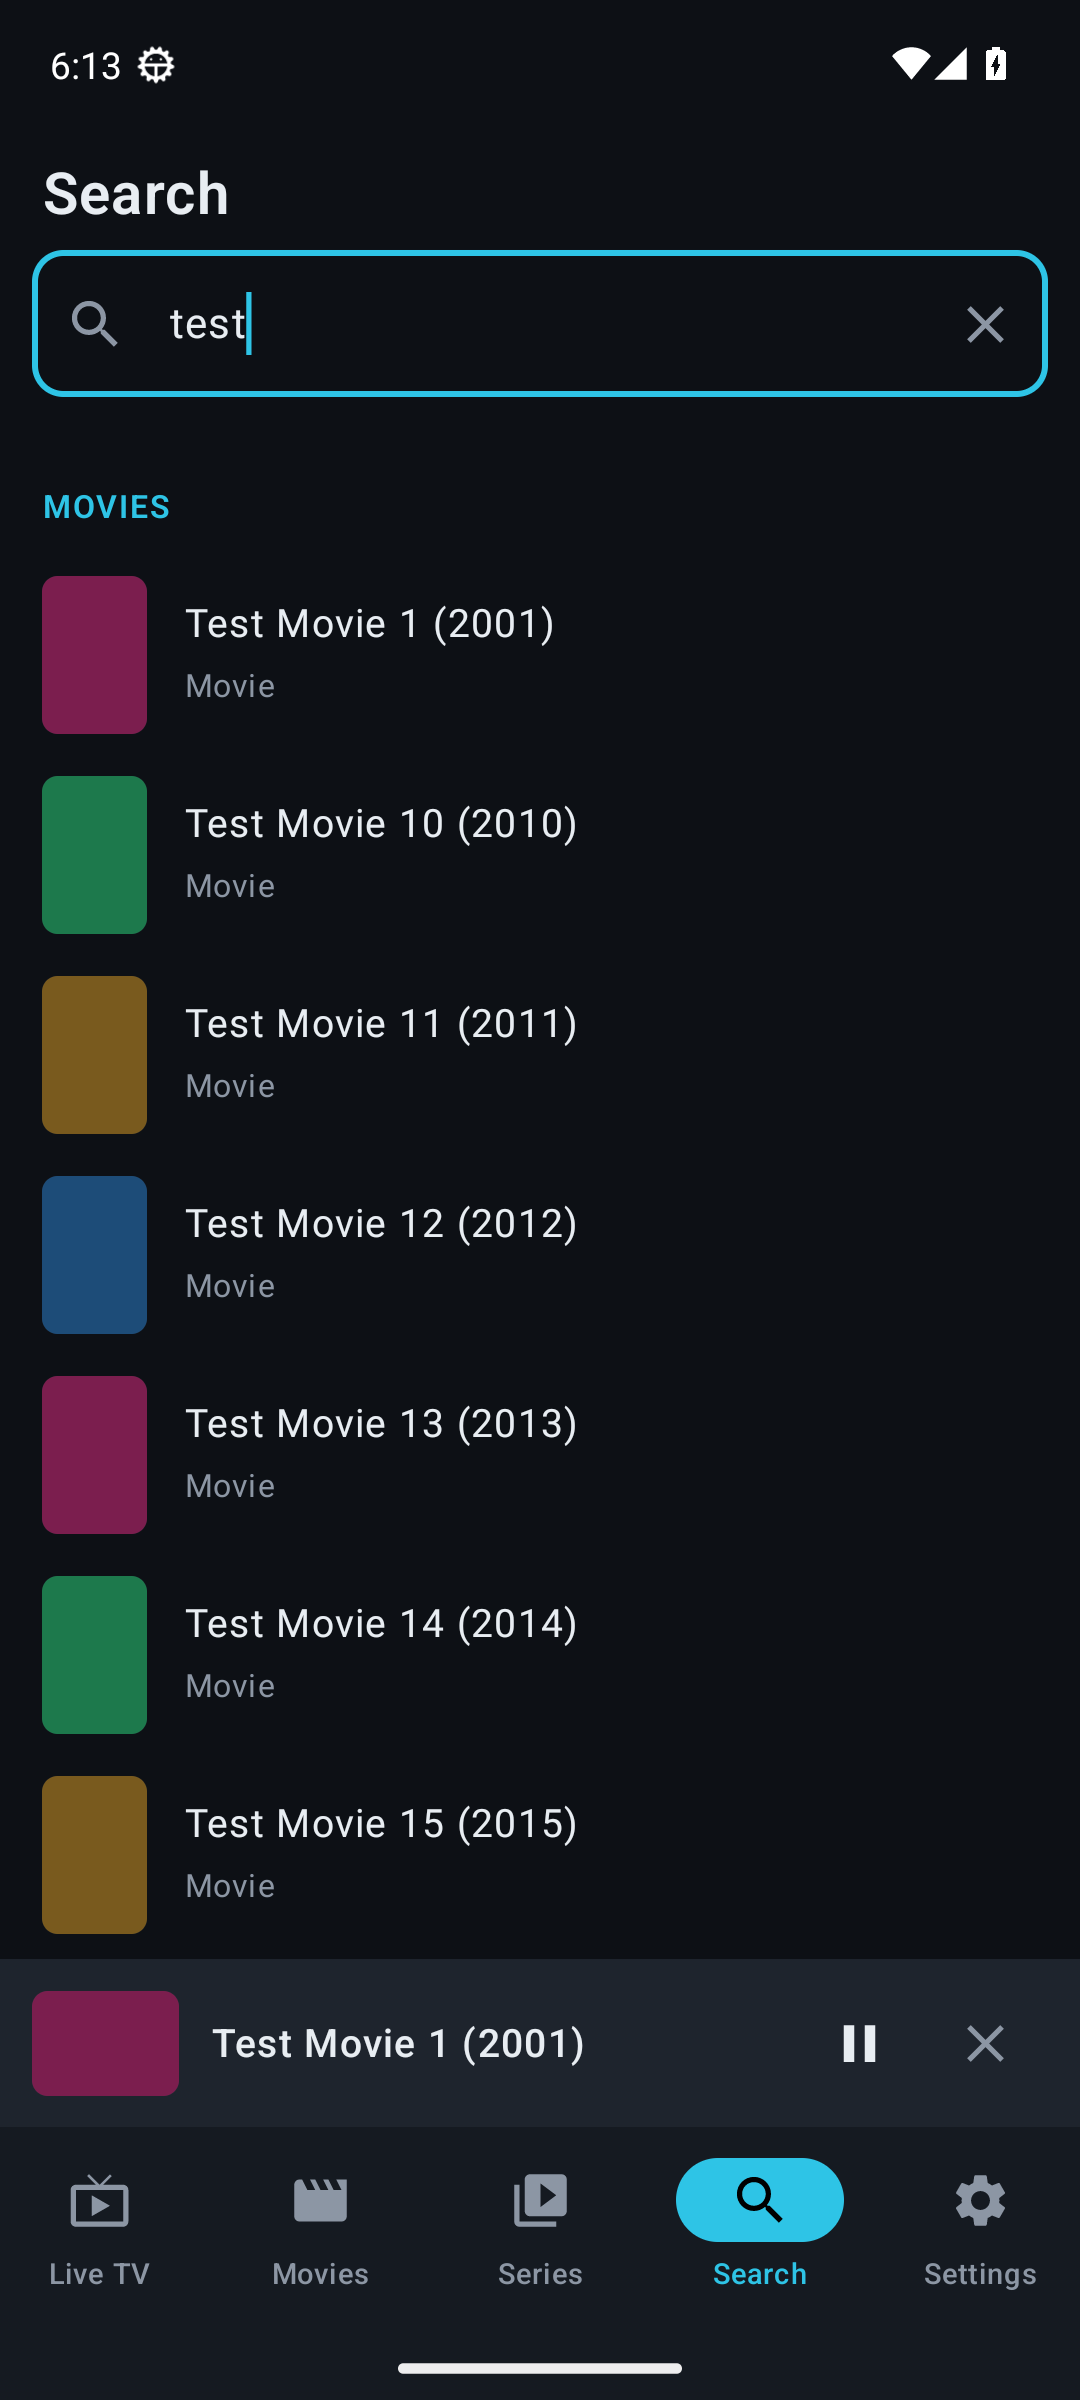 6:13
Search
test
MOVIES
Test Movie 1 (2001)
Movie
Test Movie 10 (2010)
Movie
Test Movie 11 (2011)
Movie
Test Movie 12 (2012)
Movie
Test Movie 13 (2013)
Movie
Test Movie 14 (2014)
Movie
Test Movie 15 (2015)
Movie
Test Movie 1 (2001)
Live TV Movies Series Search Settings